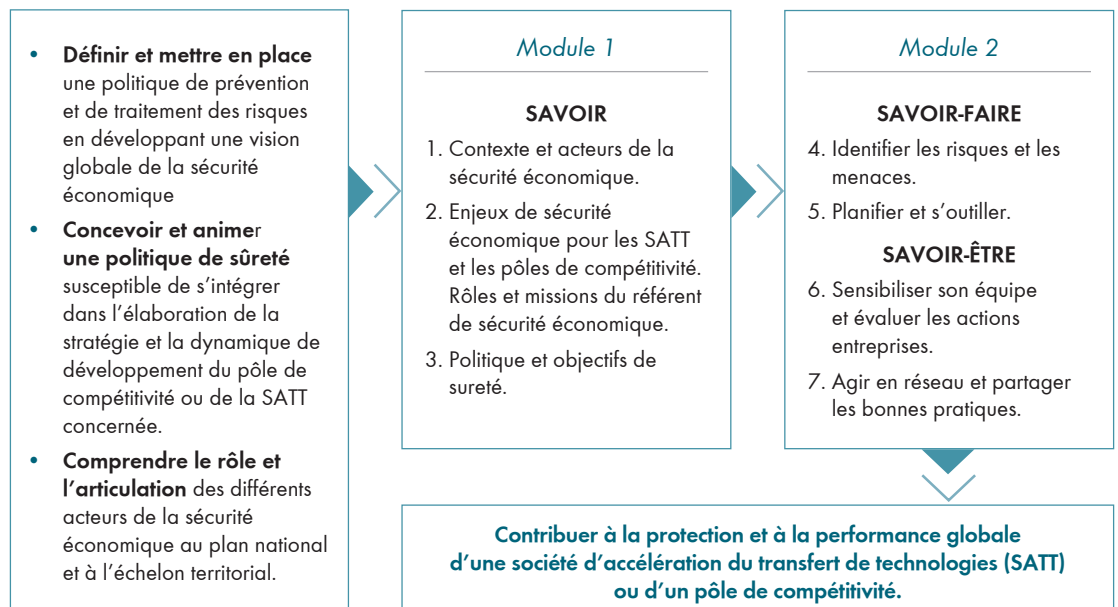 • Définir et mettre en place
une politique de prévention
et de traitement des risques
en développant une vision
globale de la sécurité
économique
• Concevoir et animer
une politique de sûreté
susceptible de s’intégrer
dans l’élaboration de la
stratégie et la dynamique de
développement du pôle de
compétitivité ou de la SATT
concernée.
• Comprendre le rôle et
l’articulation des différents
acteurs de la sécurité
économique au plan national
et à l’échelon territorial.
Module 1
SAVOIR
1. Contexte et acteurs de la
sécurité économique.
2. Enjeux de sécurité
économique pour les SATT
et les pôles de compétitivité.
Rôles et missions du référent
de sécurité économique.
3. Politique et objectifs de
sureté.
Module 2
SAVOIR-FAIRE
4. Identifier les risques et les
menaces.
5. Planifier et s’outiller.
SAVOIR-ÊTRE
6. Sensibiliser son équipe
et évaluer les actions
entreprises.
7. Agir en réseau et partager
les bonnes pratiques.
Contribuer à la protection et à la performance globale
d’une société d’accélération du transfert de technologies (SATT)
ou d’un pôle de compétitivité.